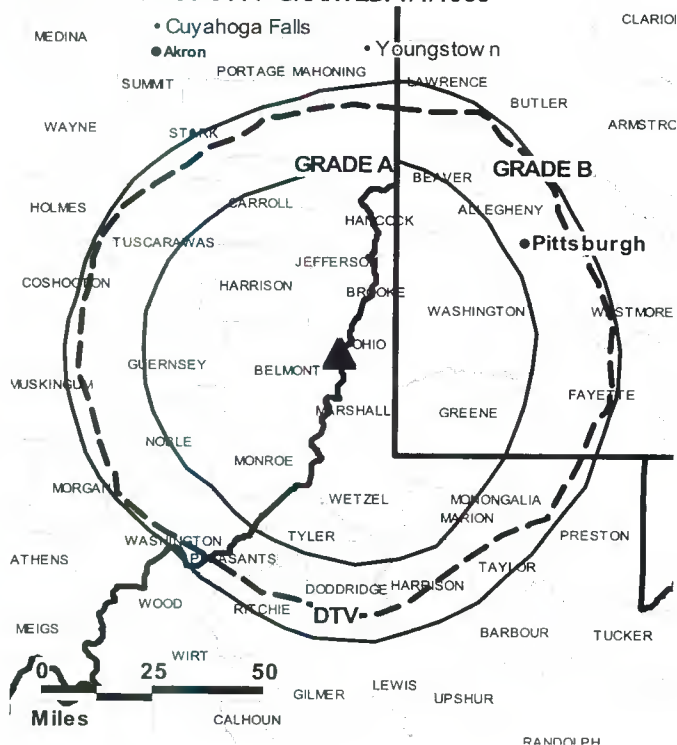 CLARION
MEDINA
Cuyahoga Falls
Akron
Youngstown
PORTAGE MAHONING
SUMMIT
LAWRENCE
BUTLER
WAYNE
STARK
ARMSTRO
GRADE A
GRADE B
BEAVER
HOLMES
CARROLL
ALLEGHENY
HANCOCK
TUSCARAWAS
Pittsburgh
JEFFERSON
COSHOCTON
HARRISON
BROOKE
WASHINGTON
WESTMORE
OHIO
GUERNSEY
BELMONT
MUSKINGUM
FAYETTE
MARSHALL
GREENE
NOBLE
MONROE
MORGAN
WETZEL
MONONGALIA
MARION
WASHINGTON
TYLER
PRESTON
ATHENS
PLEASANTS
TAYLOR
DODDRIDGE
HARRISON
WOOD
RITCHIE
DTV
MEIGS
BARBOUR
TUCKER
WIRT
0 25 50
LEWIS
GILMER
UPSHUR
Miles
CALHOUN
RANDOLPH